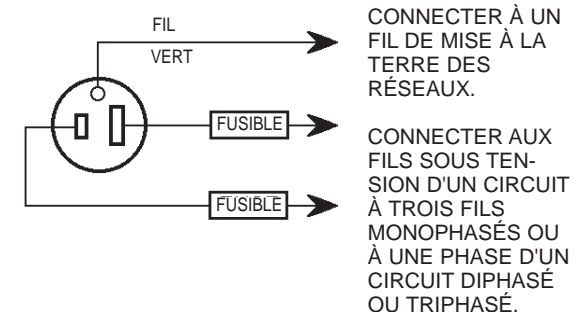 FIL
VERT
CONNECTER À UN
FIL DE MISE À LA
TERRE DES
RÉSEAUX.
FUSIBLE
FUSIBLE
CONNECTER AUX
FILS SOUS TEN-
SION D'UN CIRCUIT
À TROIS FILS
MONOPHASÉS OU
À UNE PHASE D'UN
CIRCUIT DIPHASÉ
OU TRIPHASÉ.